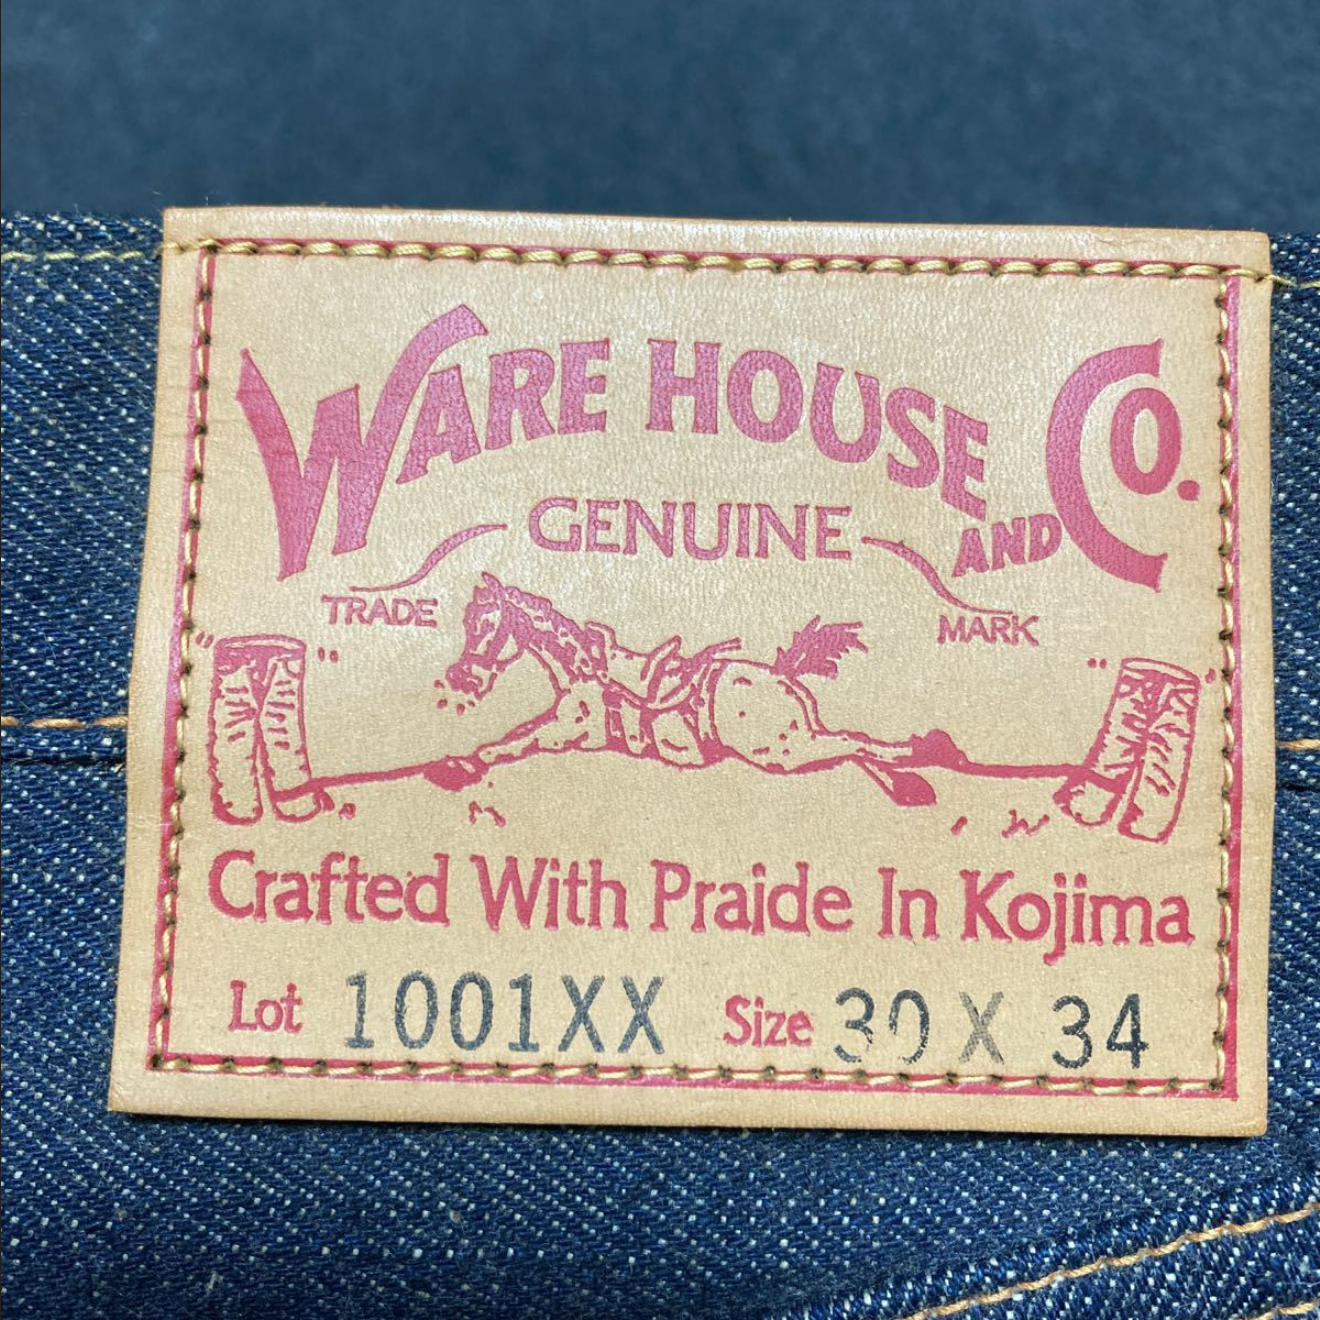 WARE HOUSE AND CO.
GENUINE
TRADE MARK
Crafted With Praide In Kojima
Lot 1001XX Size 30 X 34